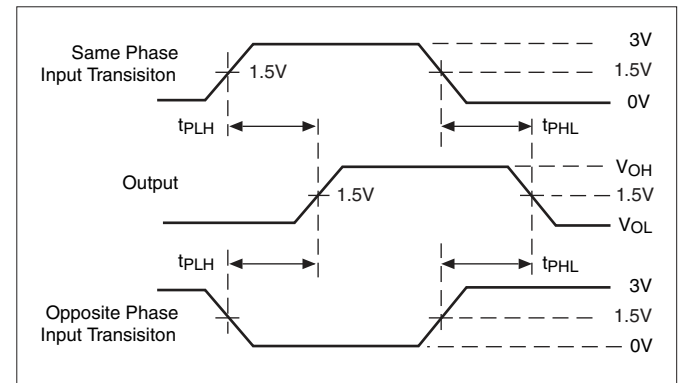 Same Phase
Input Transisiton
1.5V
3V
1.5V
0V
tPLH
tPHL
Output
1.5V
VOH
1.5V
VOL
tPLH
tPHL
Opposite Phase
Input Transisiton
3V
1.5V
0V